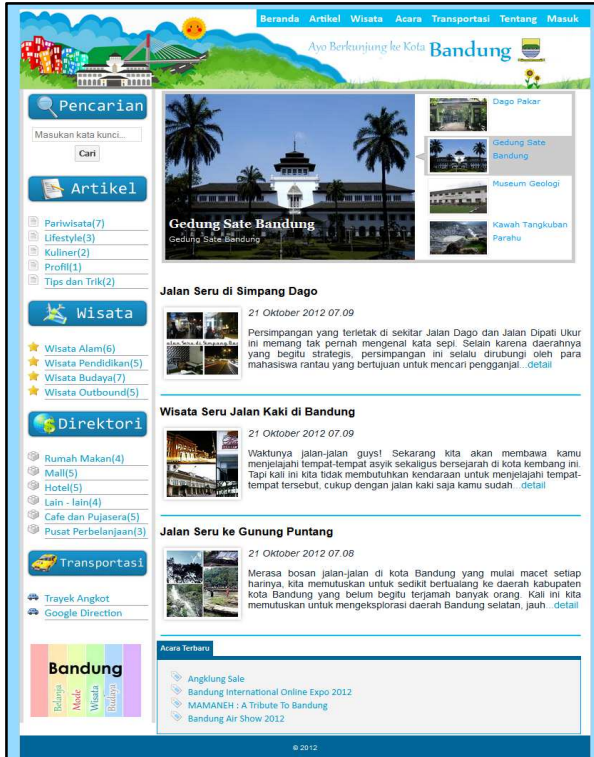 Beranda Artikel Wisata Acara Transportasi Tentang Masuk
Ayo Berkunjung ke Kota Bandung
Pencarian
Masukan kata kunci...
Cari
Artikel
Pariwisata(7)
Lifestyle(3)
Kuliner(2)
Profil(1)
Tips dan Trik(2)
Wisata
Wisata Alam(6)
Wisata Pendidikan(5)
Wisata Budaya(7)
Wisata Outbound(5)
Direktori
Rumah Makan(4)
Mall(5)
Hotel(5)
Lain - lain(4)
Cafe dan Pujasera(5)
Pusat Perbelanjaan(3)
Transportasi
Trayek Angkot
Google Direction
Bandung
Belanja
Mode
Wisata
Budaya
Gedung Sate Bandung
Gedung Sate Bandung
Dago Pakar
Gedung Sate
Bandung
Museum Geologi
Kawah Tangkuban
Parahu
Jalan Seru di Simpang Dago
21 Oktober 2012 07.09
Jalan Seru di Simpang Dago
Persimpangan yang terletak di sekitar Jalan Dago dan Jalan Dipati Ukur
ini memang tak pernah mengenal kata sepi. Selain karena daerahnya
yang begitu strategis, persimpangan ini selalu dirubungi oleh para
mahasiswa rantau yang bertujuan untuk mencari pengganjal...detail
Wisata Seru Jalan Kaki di Bandung
21 Oktober 2012 07.09
Waktunya jalan-jalan guys! Sekarang kita akan membawa kamu
menjelajahi tempat-tempat asyik sekaligus bersejarah di kota kembang ini.
Tapi kali ini kita tidak membutuhkan kendaraan untuk menjelajahi tempat-
tempat tersebut, cukup dengan jalan kaki saja kamu sudah...detail
Jalan Seru ke Gunung Puntang
21 Oktober 2012 07.08
Merasa bosan jalan-jalan di kota Bandung yang mulai macet setiap
harinya, kita memutuskan untuk sedikit bertualang ke daerah kabupaten
kota Bandung yang belum begitu terjamah banyak orang. Kali ini kita
memutuskan untuk mengeksplorasi daerah Bandung selatan, jauh...detail
Acara Terbaru
Angklung Sale
Bandung International Online Expo 2012
MAMANEH : A Tribute To Bandung
Bandung Air Show 2012
© 2012